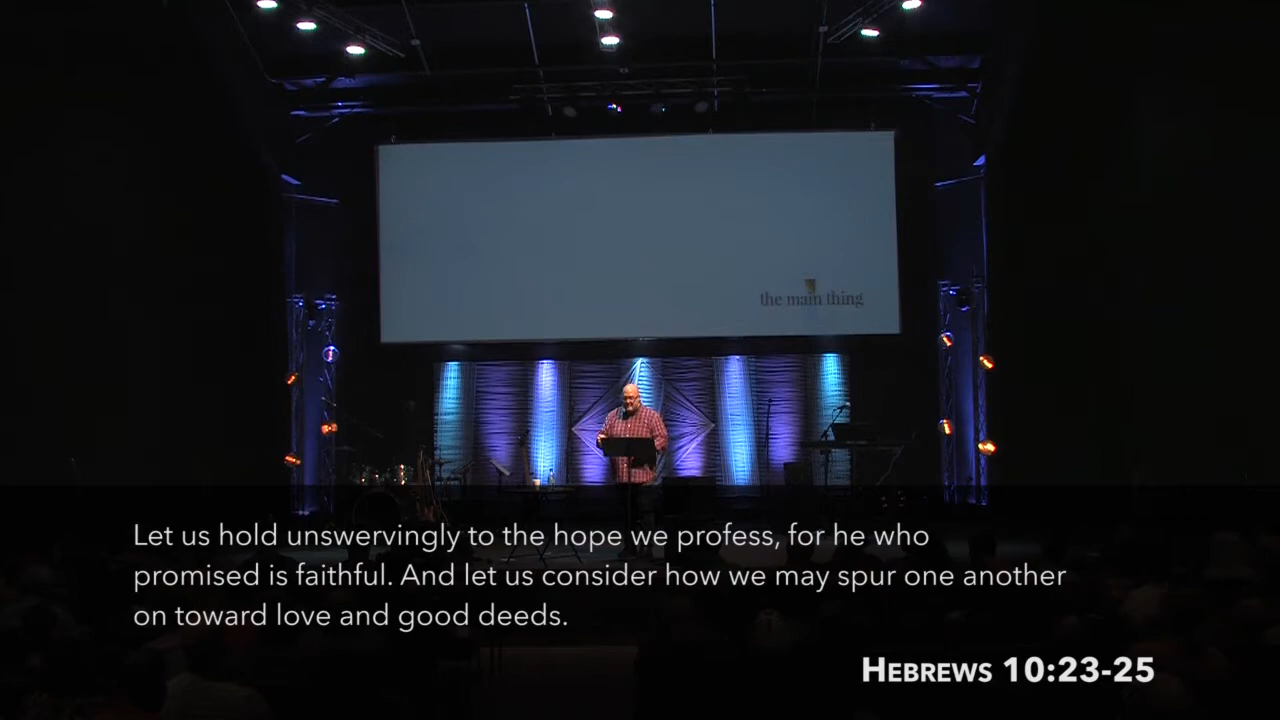 the main thing
Let us hold unswervingly to the hope we profess, for he who
promised is faithful. And let us consider how we may spur one another
on toward love and good deeds.
HEBREWS 10:23-25